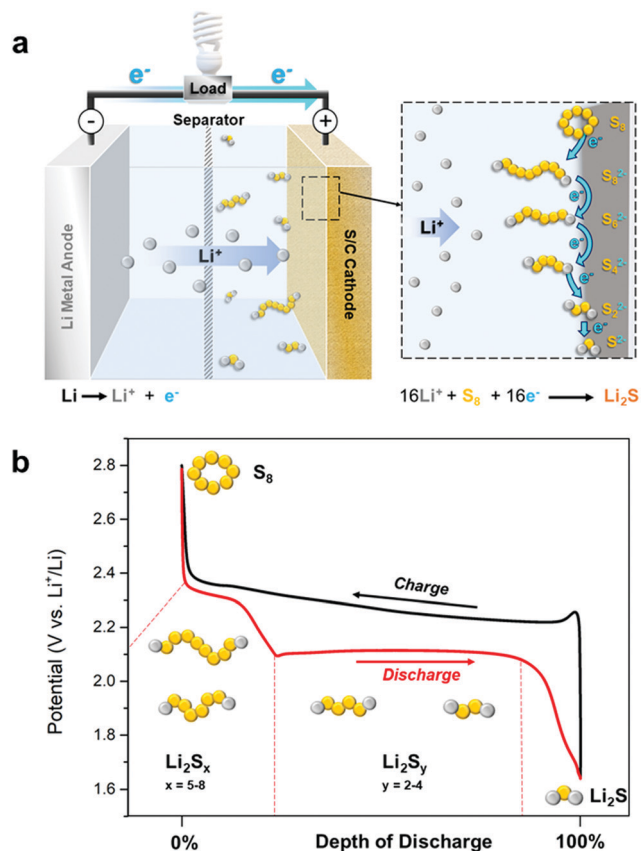 a
e⁻ Load e⁻
- Separator +
Li Metal Anode
Li⁺
S/C Cathode
Li → Li⁺ + e⁻
Li⁺
S₈
e⁻
S₈²⁻
e⁻
S₆²⁻
e⁻
S₄²⁻
e⁻
S₂²⁻
e⁻
S²⁻
16Li⁺ + S₈ + 16e⁻ → Li₂S
b
Potential (V vs. Li⁺/Li)
2.8
2.6
2.4
2.2
2.0
1.8
1.6
S₈
Charge
Discharge
Li₂Sₓ
x = 5-8
Li₂Sᵧ
y = 2-4
Li₂S
0% Depth of Discharge 100%